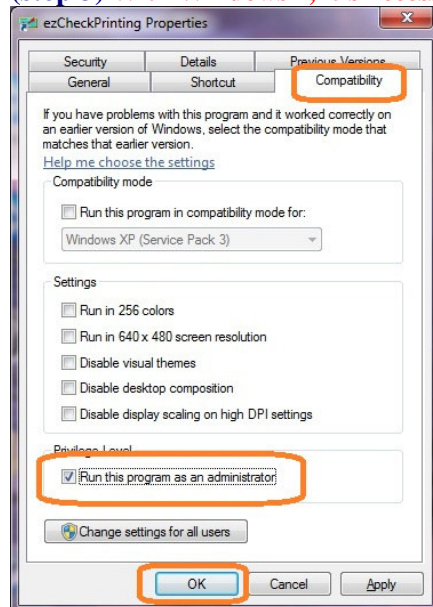 ezCheckPrinting Properties
Security Details Previous Versions
General Shortcut Compatibility
If you have problems with this program and it worked correctly on
an earlier version of Windows, select the compatibility mode that
matches that earlier version.
Help me choose the settings
Compatibility mode
Run this program in compatibility mode for:
Windows XP (Service Pack 3)
Settings
Run in 256 colors
Run in 640 x 480 screen resolution
Disable visual themes
Disable desktop composition
Disable display scaling on high DPI settings
Privilege Level
Run this program as an administrator
Change settings for all users
OK Cancel Apply